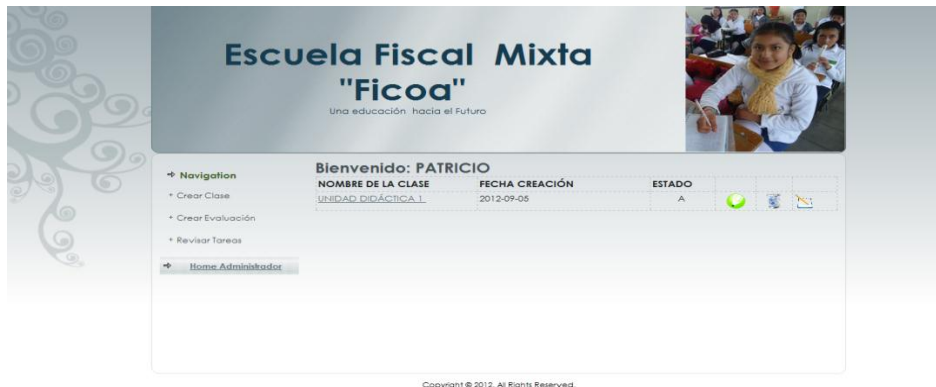 Escuela Fiscal Mixta
"Ficoa"
Una educación hacia el Futuro
Navigation
Crear Clase
Crear Evaluación
Revisar Tareas
Home Administrador
Bienvenido: PATRICIO
NOMBRE DE LA CLASE FECHA CREACIÓN ESTADO
UNIDAD DIDÁCTICA 1 2012-09-05 A
Copyright © 2012. All Rights Reserved.